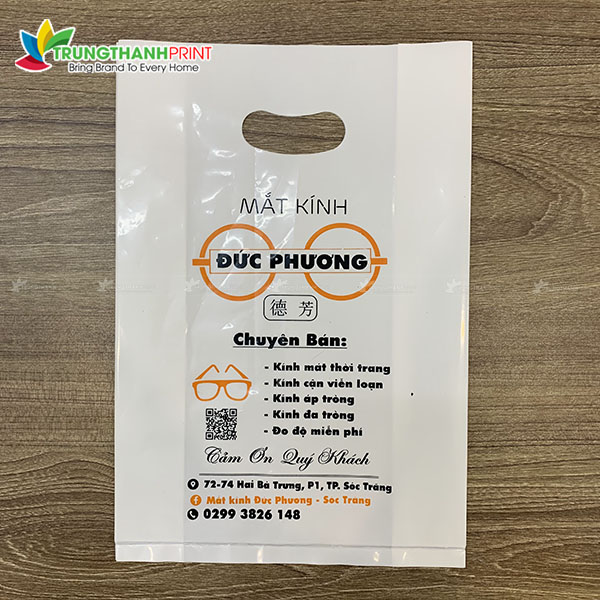 TRUNGTHANHPRINT
Bring Brand To Every Home
MẮT KÍNH
ĐỨC PHƯƠNG
德 芳
Chuyên Bán:
- Kính mát thời trang
- Kính cận viễn loạn
- Kính áp tròng
- Kính đa tròng
- Đo độ miễn phí
Cảm Ơn Quý Khách
72-74 Hai Bà Trưng, P1, TP. Sóc Trăng
Mắt kính Đức Phương - Sóc Trăng
0299 3826 148